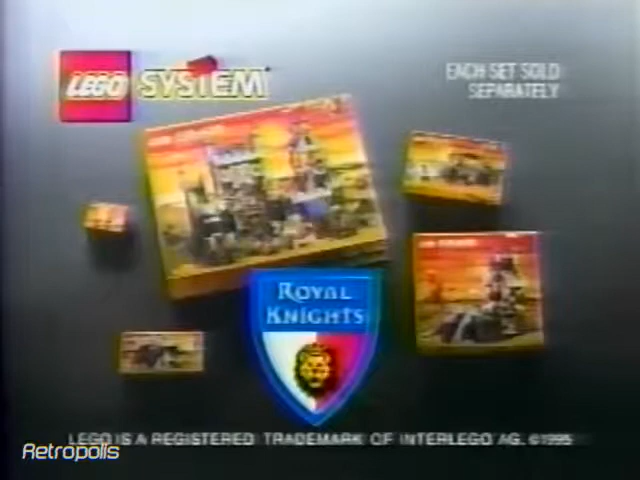 LEGO SYSTEM
EACH SET SOLD
SEPARATELY
ROYAL
KNIGHTS
LEGO IS A REGISTERED TRADEMARK OF INTERLEGO AG. ©1995
Retropolis